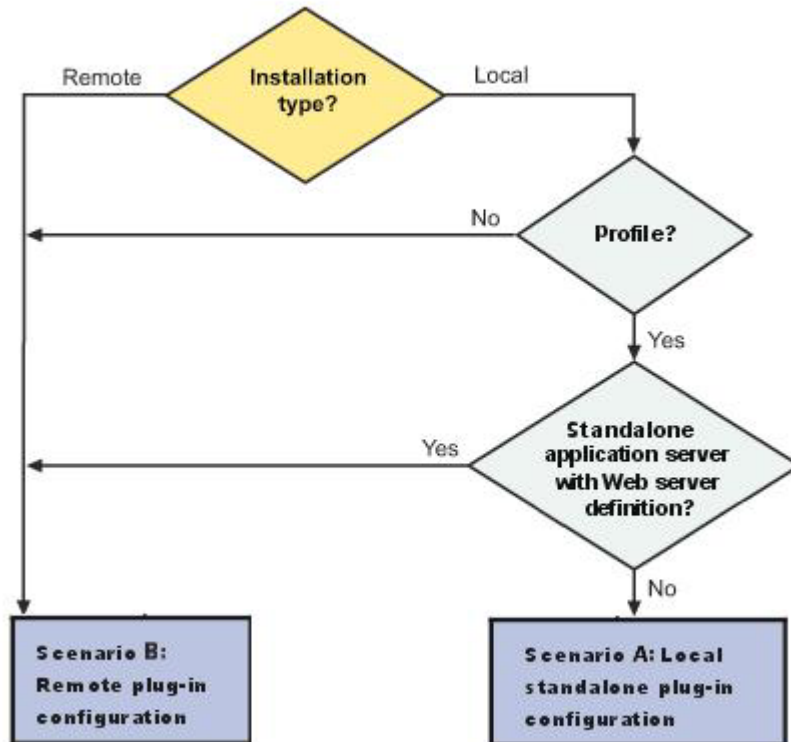 Remote
Installation
type?
Local
No
Profile?
Yes
Yes
Standalone
application server
with Web server
definition?
No
Scenario B:
Remote plug-in
configuration
Scenario A: Local
standalone plug-in
configuration